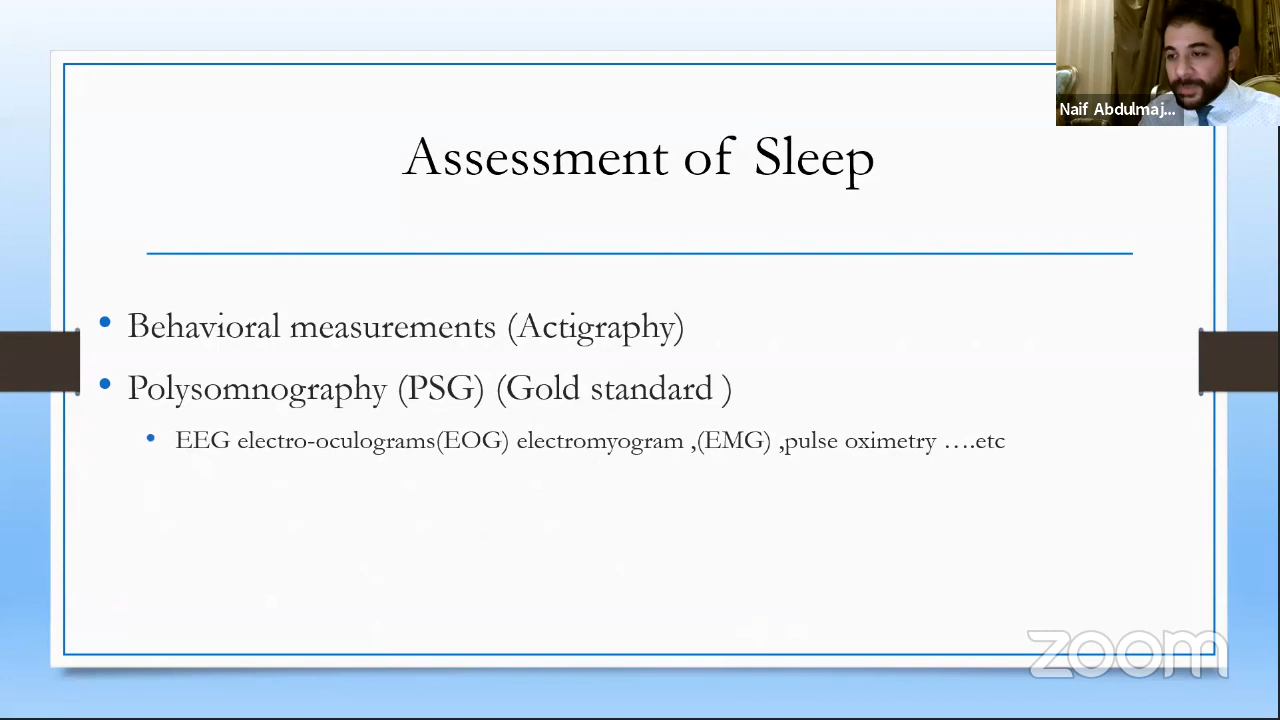 Naif Abdulmaj...
Assessment of Sleep
• Behavioral measurements (Actigraphy)
• Polysomnography (PSG) (Gold standard )
• EEG electro-oculograms(EOG) electromyogram ,(EMG) ,pulse oximetry ….etc
zoom